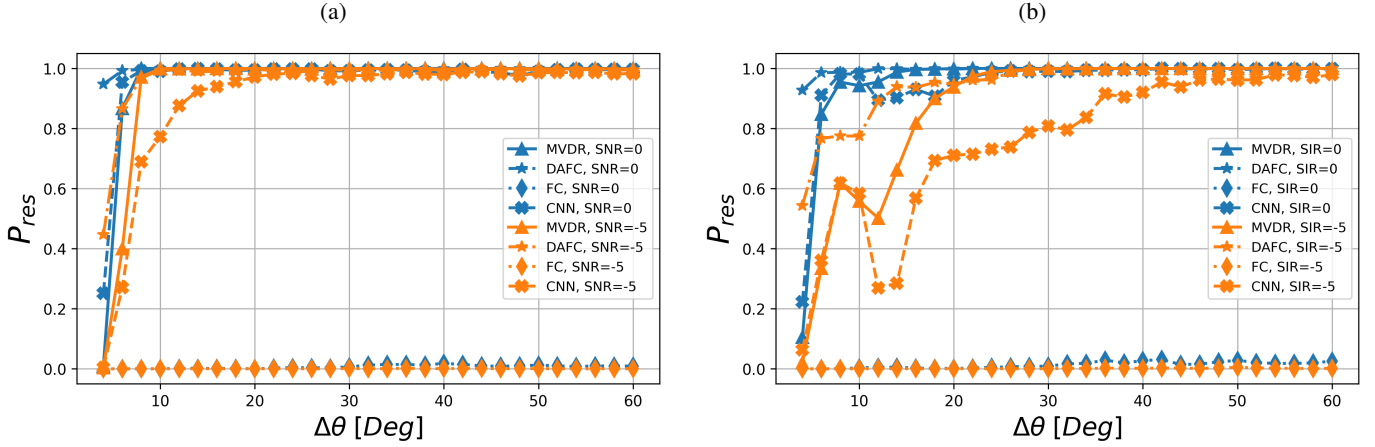 (a)
1.0
0.8
0.6
0.4
0.2
0.0
P_res
10
20
30
40
50
60
Δθ [Deg]
MVDR, SNR=0
DAFC, SNR=0
FC, SNR=0
CNN, SNR=0
MVDR, SNR=-5
DAFC, SNR=-5
FC, SNR=-5
CNN, SNR=-5
(b)
1.0
0.8
0.6
0.4
0.2
0.0
P_res
10
20
30
40
50
60
Δθ [Deg]
MVDR, SIR=0
DAFC, SIR=0
FC, SIR=0
CNN, SIR=0
MVDR, SIR=-5
DAFC, SIR=-5
FC, SIR=-5
CNN, SIR=-5